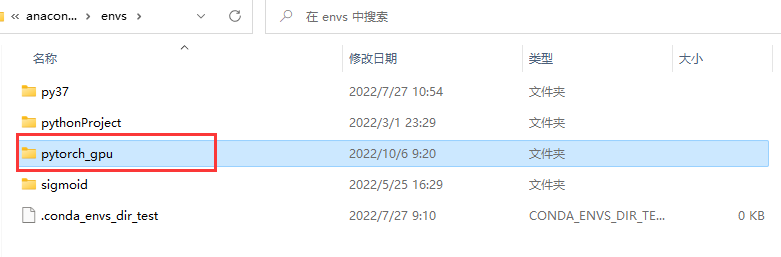 « anacon... > envs > 在 envs 中搜索
名称 修改日期 类型 大小
py37 2022/7/27 10:54 文件夹
pythonProject 2022/3/1 23:29 文件夹
pytorch_gpu 2022/10/6 9:20 文件夹
sigmoid 2022/5/25 16:29 文件夹
.conda_envs_dir_test 2022/7/27 9:10 CONDA_ENVS_DIR_TE... 0 KB